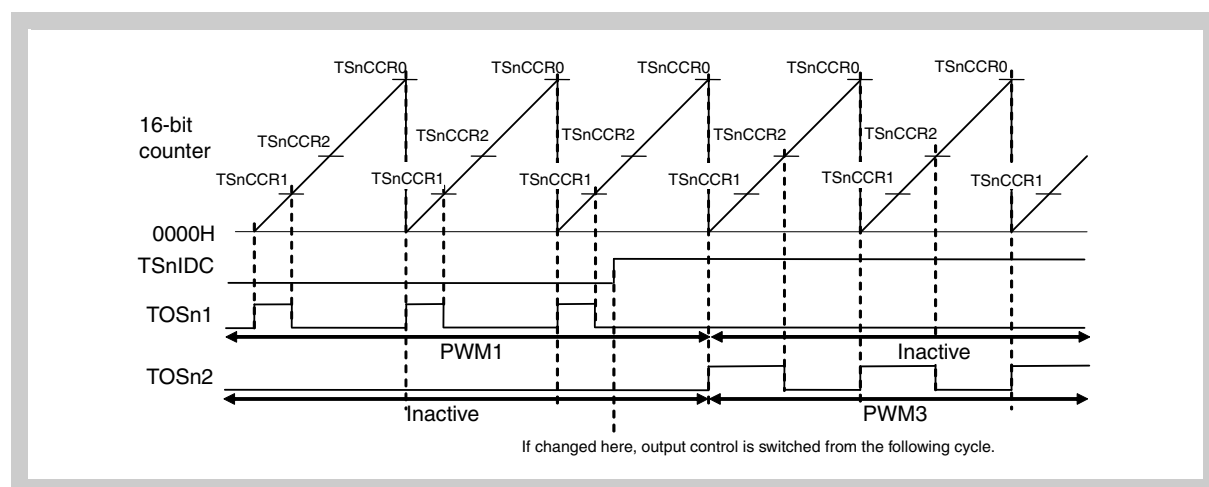 TSnCCR0 TSnCCR0 TSnCCR0 TSnCCR0 TSnCCR0
16-bit
counter
TSnCCR2 TSnCCR2 TSnCCR2 TSnCCR2 TSnCCR2
TSnCCR1 TSnCCR1 TSnCCR1 TSnCCR1 TSnCCR1 TSnCCR1
0000H
TSnIDC
TOSn1
PWM1 Inactive
TOSn2
Inactive PWM3
If changed here, output control is switched from the following cycle.